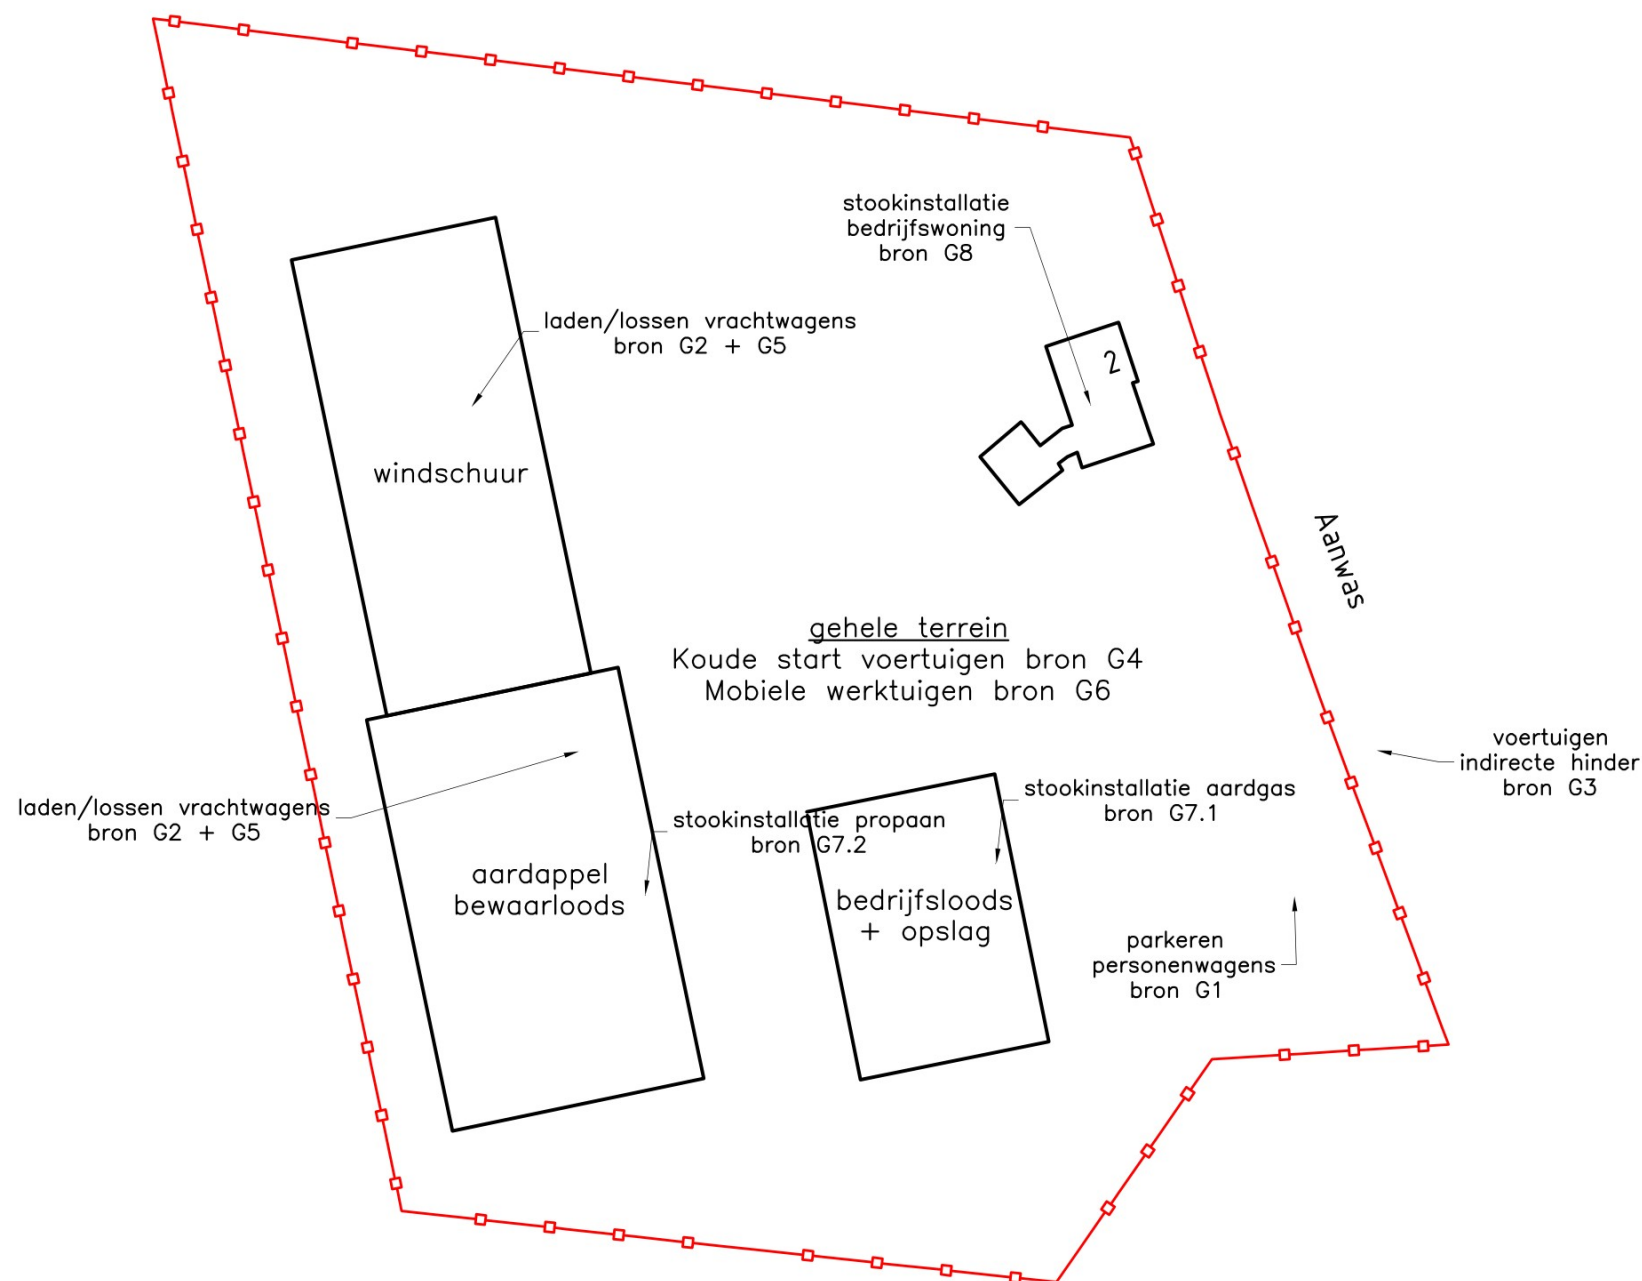 stookinstallatie
bedrijfswoning
bron G8
laden/lossen vrachtwagens
bron G2 + G5
2
windschuur
Aanwas
gehele terrein
Koude start voertuigen bron G4
Mobiele werktuigen bron G6
voertuigen
indirecte hinder
bron G3
laden/lossen vrachtwagens
bron G2 + G5
stookinstallatie propaan
bron G7.2
stookinstallatie aardgas
bron G7.1
aardappel
bewaarloods
bedrijfsloods
+ opslag
parkeren
personenwagens
bron G1